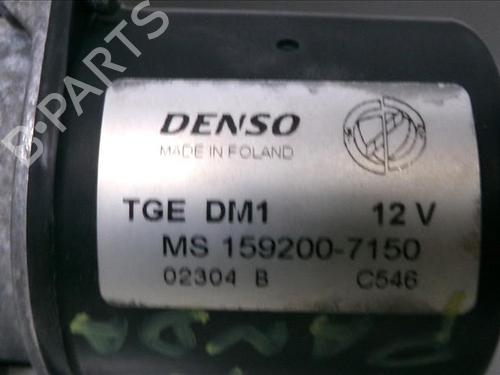 B-PARTS
DENSO
MADE IN POLAND
TGE DM1 12 V
MS 159200-7150
02304 B C546